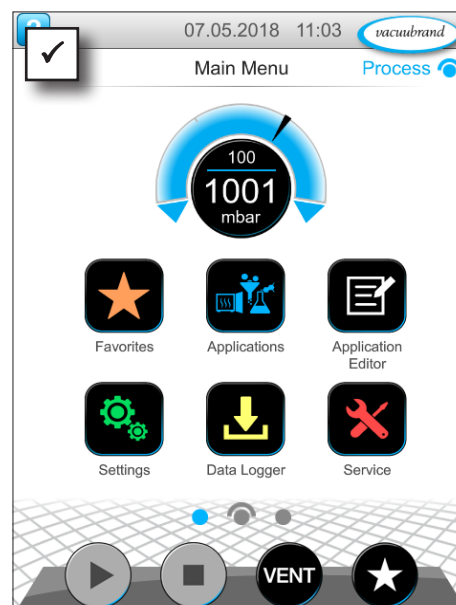 07.05.2018 11:03 vacuubrand
Main Menu Process
100
1001
mbar
Favorites Applications Application
Editor
Settings Data Logger Service
VENT